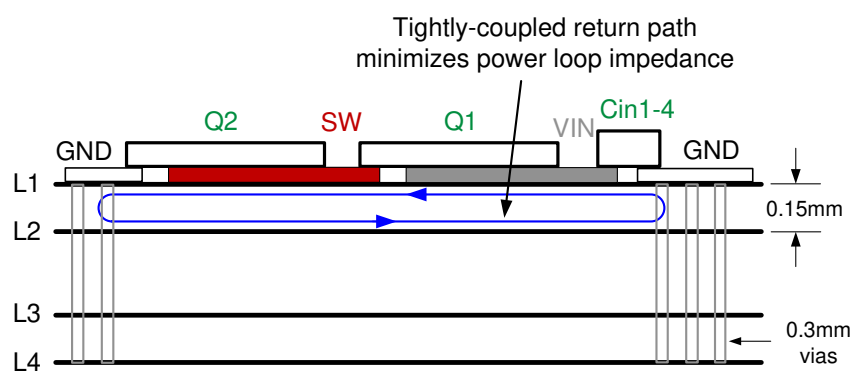 Tightly-coupled return path
minimizes power loop impedance
Q2
SW
Q1
VIN
Cin1-4
GND
GND
L1
0.15mm
L2
L3
0.3mm
vias
L4